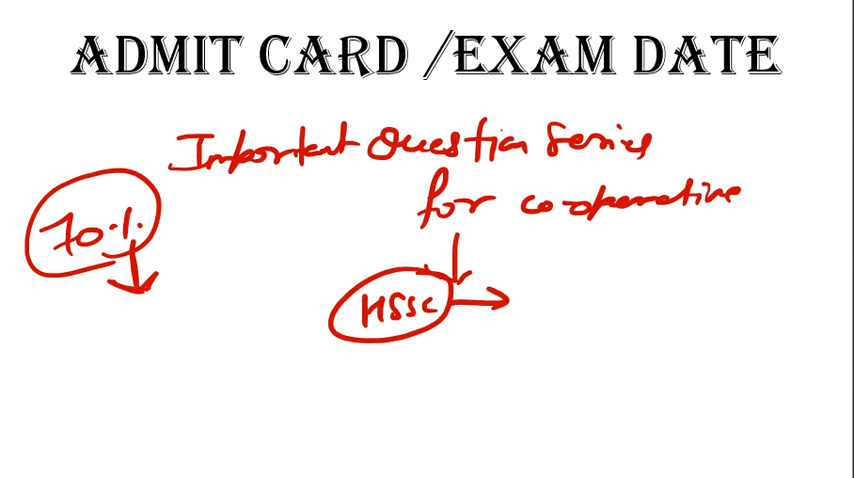 ADMIT CARD /EXAM DATE
Important Question Series
for co-operative
70%
HSSC